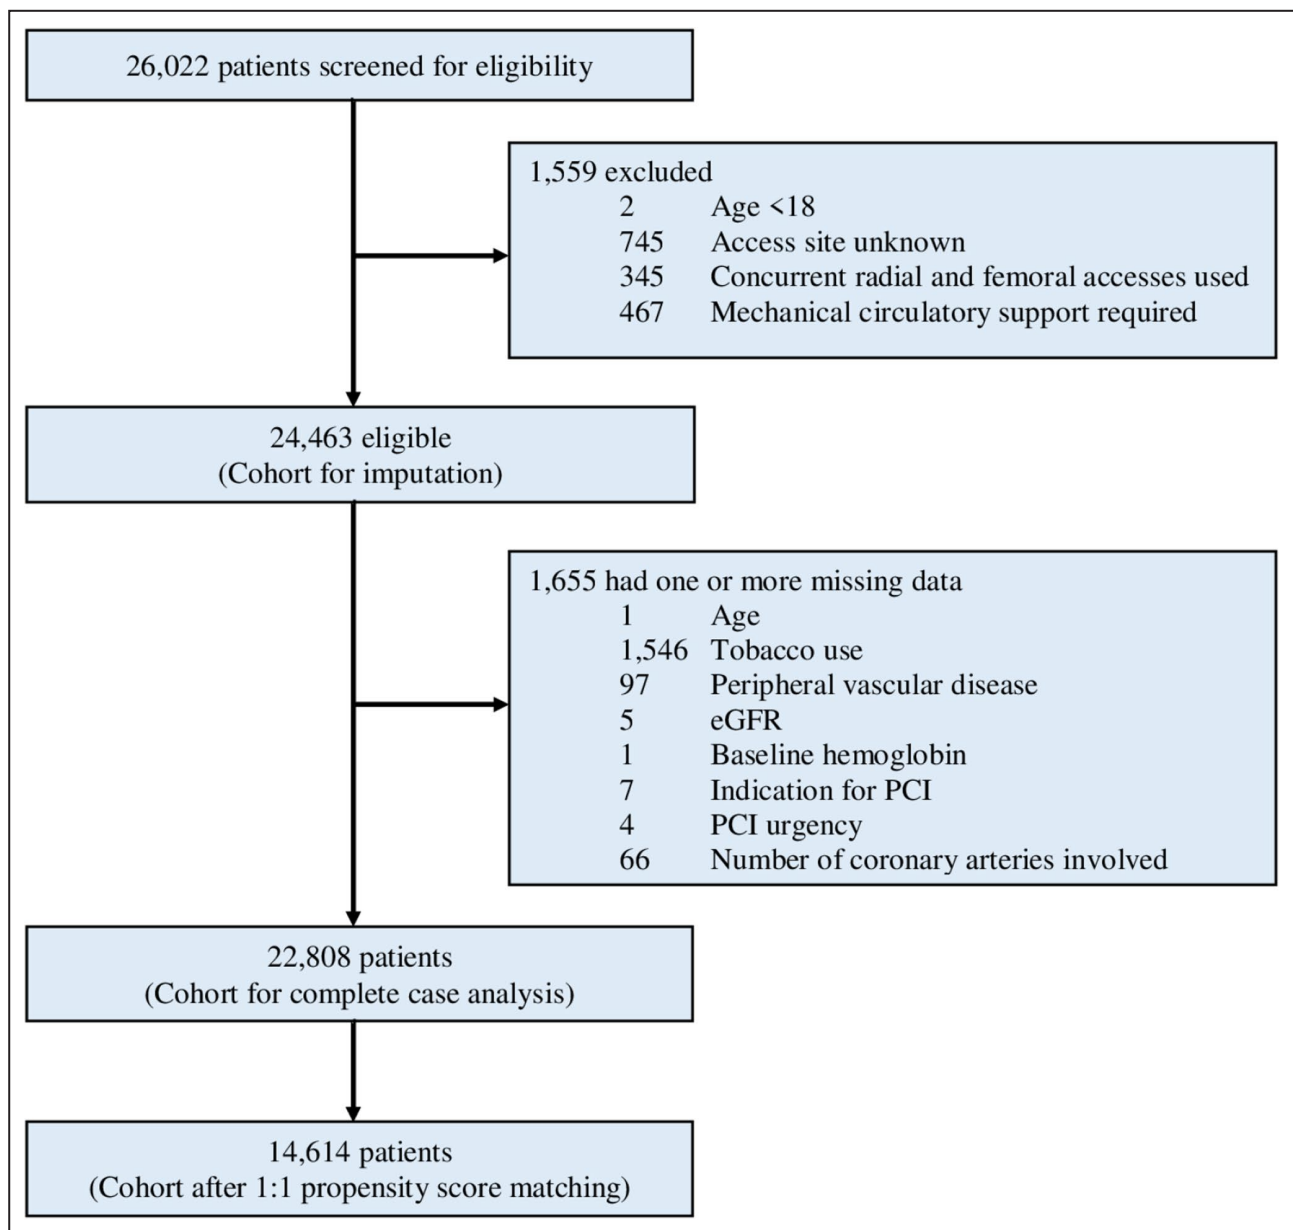 26,022 patients screened for eligibility
1,559 excluded
2 Age <18
745 Access site unknown
345 Concurrent radial and femoral accesses used
467 Mechanical circulatory support required
24,463 eligible
(Cohort for imputation)
1,655 had one or more missing data
1 Age
1,546 Tobacco use
97 Peripheral vascular disease
5 eGFR
1 Baseline hemoglobin
7 Indication for PCI
4 PCI urgency
66 Number of coronary arteries involved
22,808 patients
(Cohort for complete case analysis)
14,614 patients
(Cohort after 1:1 propensity score matching)